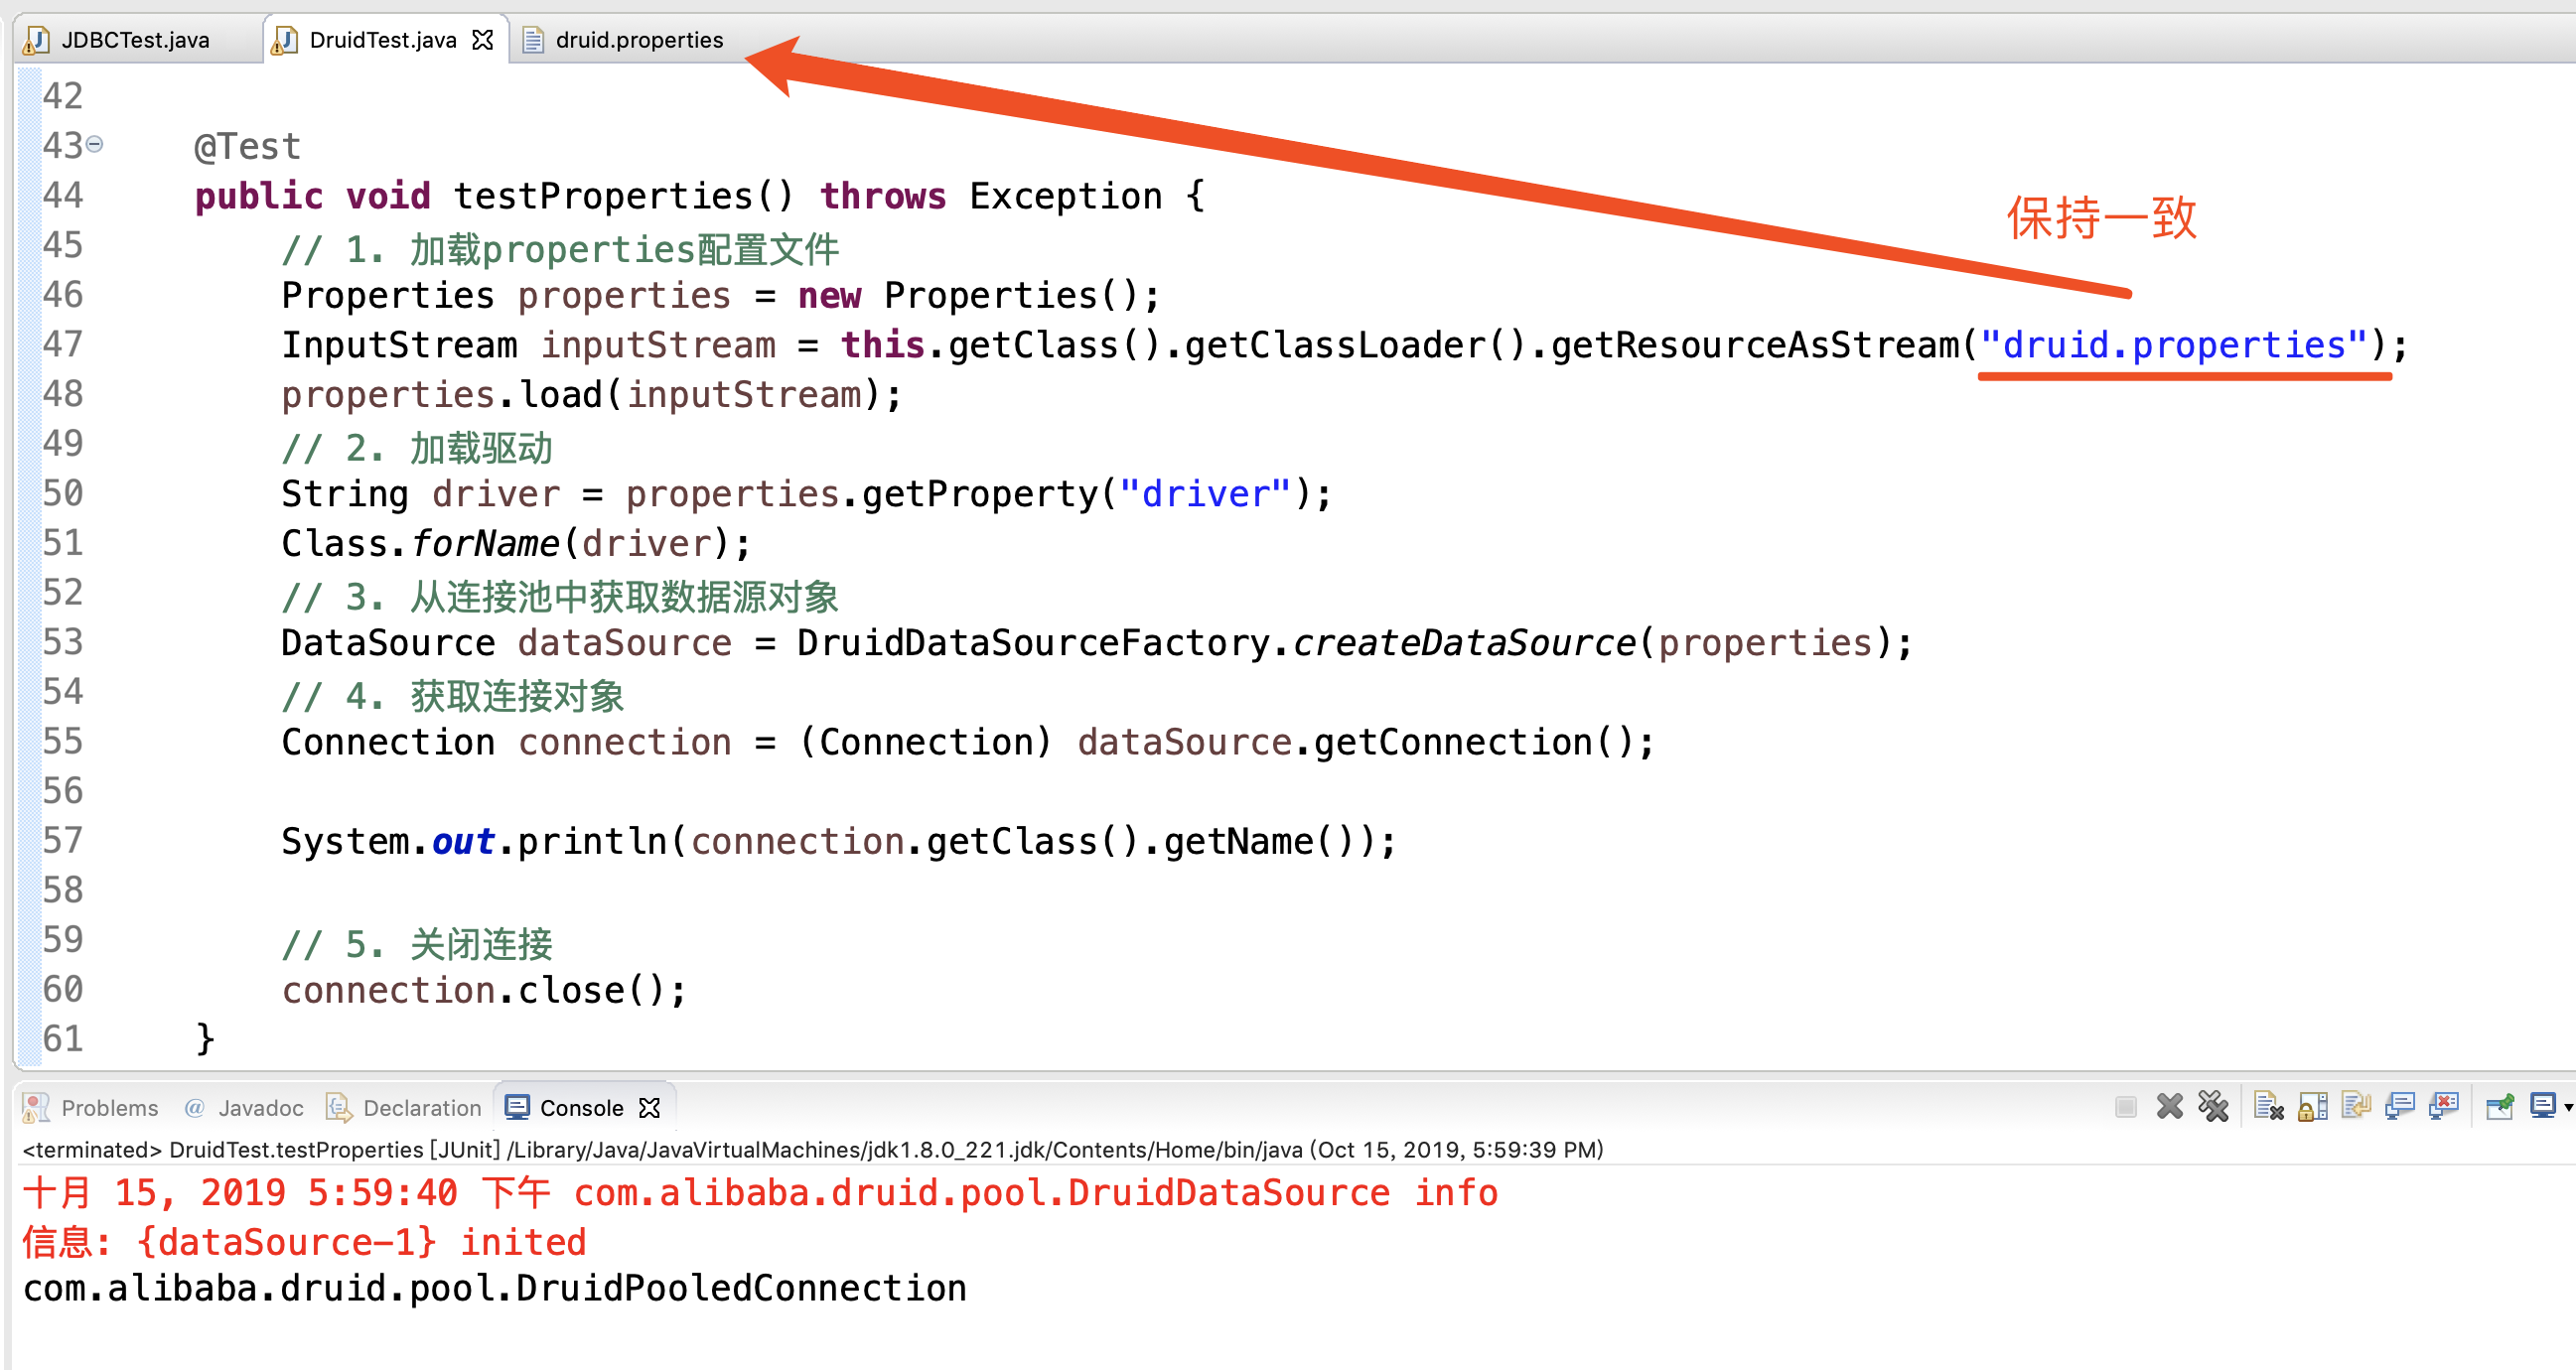 JDBCTest.java DruidTest.java druid.properties
42
43 @Test
44 public void testProperties() throws Exception {
保持一致
45 // 1. 加载properties配置文件
46 Properties properties = new Properties();
47 InputStream inputStream = this.getClass().getClassLoader().getResourceAsStream("druid.properties");
48 properties.load(inputStream);
49 // 2. 加载驱动
50 String driver = properties.getProperty("driver");
51 Class.forName(driver);
52 // 3. 从连接池中获取数据源对象
53 DataSource dataSource = DruidDataSourceFactory.createDataSource(properties);
54 // 4. 获取连接对象
55 Connection connection = (Connection) dataSource.getConnection();
56
57 System.out.println(connection.getClass().getName());
58
59 // 5. 关闭连接
60 connection.close();
61 }
Problems @ Javadoc Declaration Console
<terminated> DruidTest.testProperties [JUnit] /Library/Java/JavaVirtualMachines/jdk1.8.0_221.jdk/Contents/Home/bin/java (Oct 15, 2019, 5:59:39 PM)
十月 15, 2019 5:59:40 下午 com.alibaba.druid.pool.DruidDataSource info
信息: {dataSource-1} inited
com.alibaba.druid.pool.DruidPooledConnection